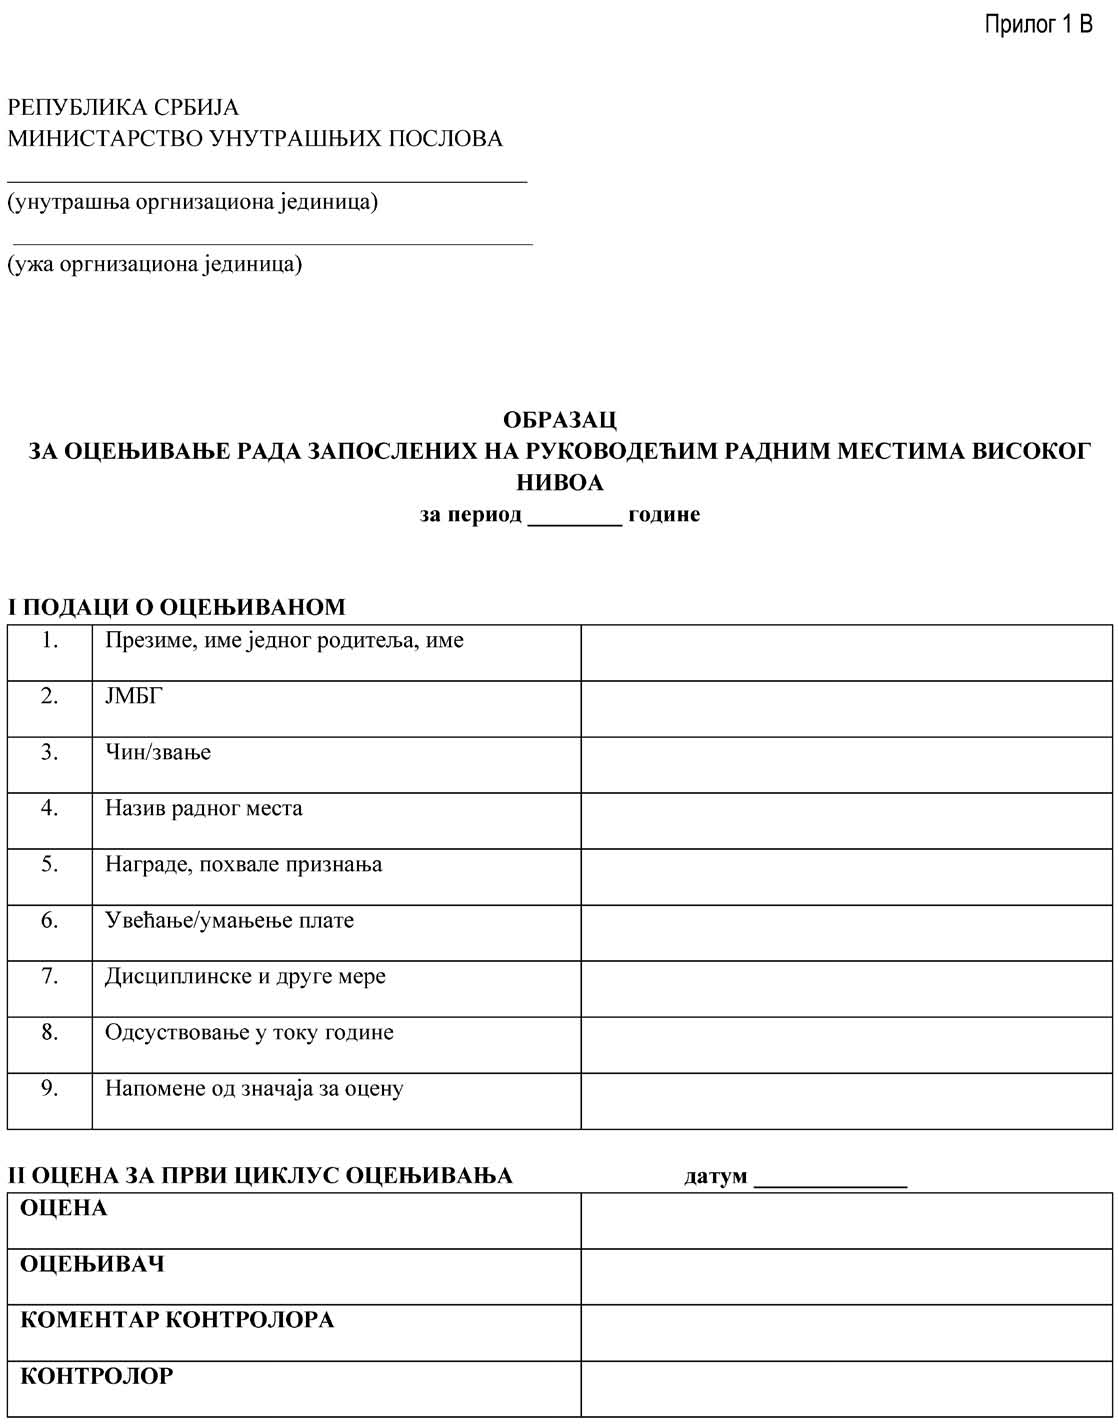 Прилог 1 В
РЕПУБЛИКА СРБИЈА
МИНИСТАРСТВО УНУТРАШЊИХ ПОСЛОВА
(унутрашња оргнизациона јединица)
(ужа оргнизациона јединица)
ОБРАЗАЦ
ЗА ОЦЕЊИВАЊЕ РАДА ЗАПОСЛЕНИХ НА РУКОВОДЕЋИМ РАДНИМ МЕСТИМА ВИСОКОГ
НИВОА
за период ________ године
I ПОДАЦИ О ОЦЕЊИВАНОМ
1. Презиме, име једног родитеља, име
2. ЈМБГ
3. Чин/звање
4. Назив радног места
5. Награде, похвале признања
6. Увећање/умањење плате
7. Дисциплинске и друге мере
8. Одсуствовање у току године
9. Напомене од значаја за оцену
II ОЦЕНА ЗА ПРВИ ЦИКЛУС ОЦЕЊИВАЊА датум _____________
ОЦЕНА
ОЦЕЊИВАЧ
КОМЕНТАР КОНТРОЛОРА
КОНТРОЛОР